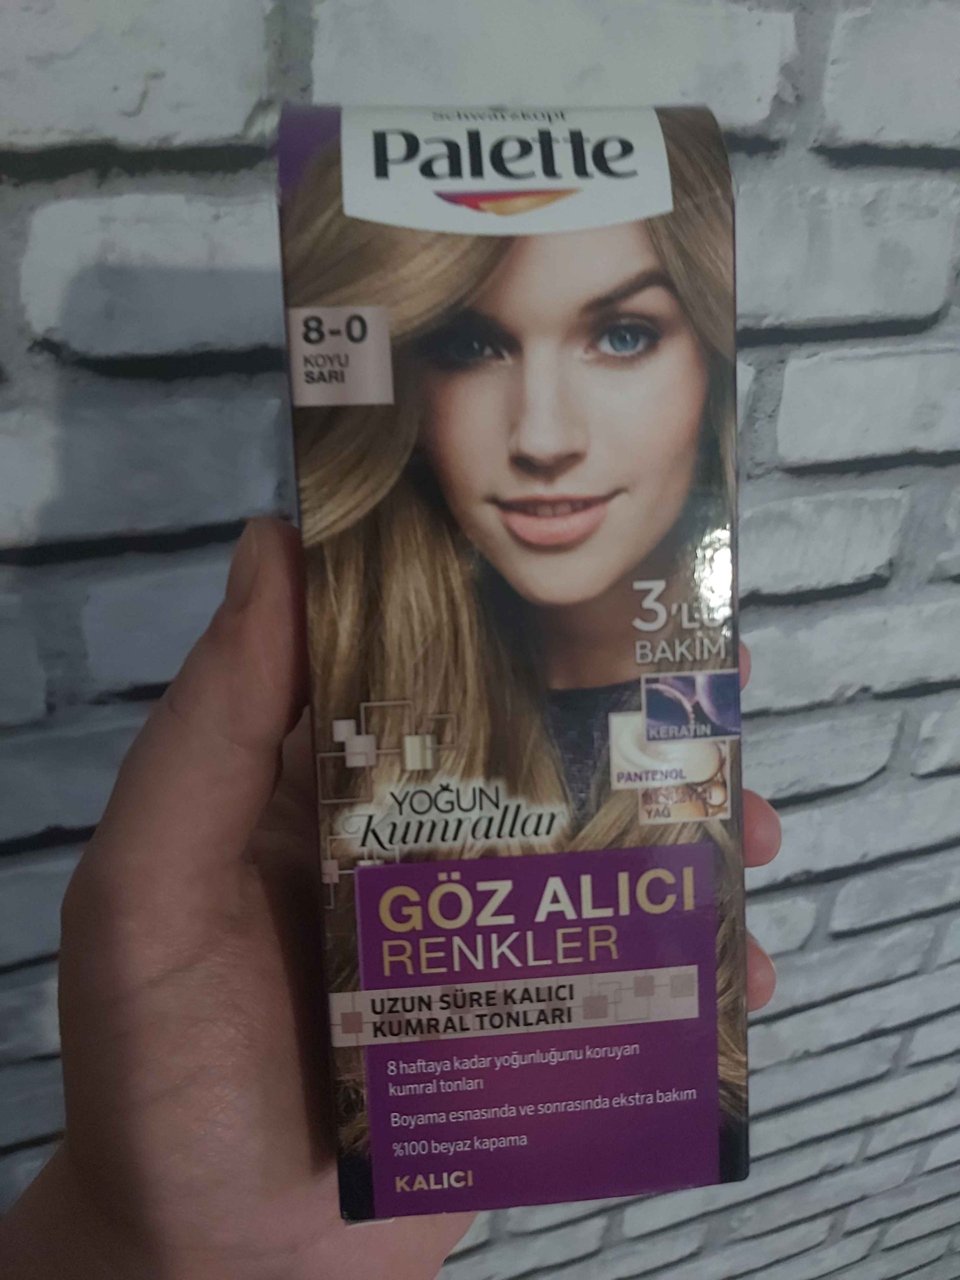 Schwarzkopf
Palette
8-0
KOYU
SARI
3'LÜ
BAKIM
KERATİN
PANTENOL
YAĞ
YOĞUN
Kumrallar
GÖZ ALICI
RENKLER
UZUN SÜRE KALICI
KUMRAL TONLARI
8 haftaya kadar yoğunluğunu koruyan
kumral tonları
Boyama esnasında ve sonrasında ekstra bakım
%100 beyaz kapama
KALICI